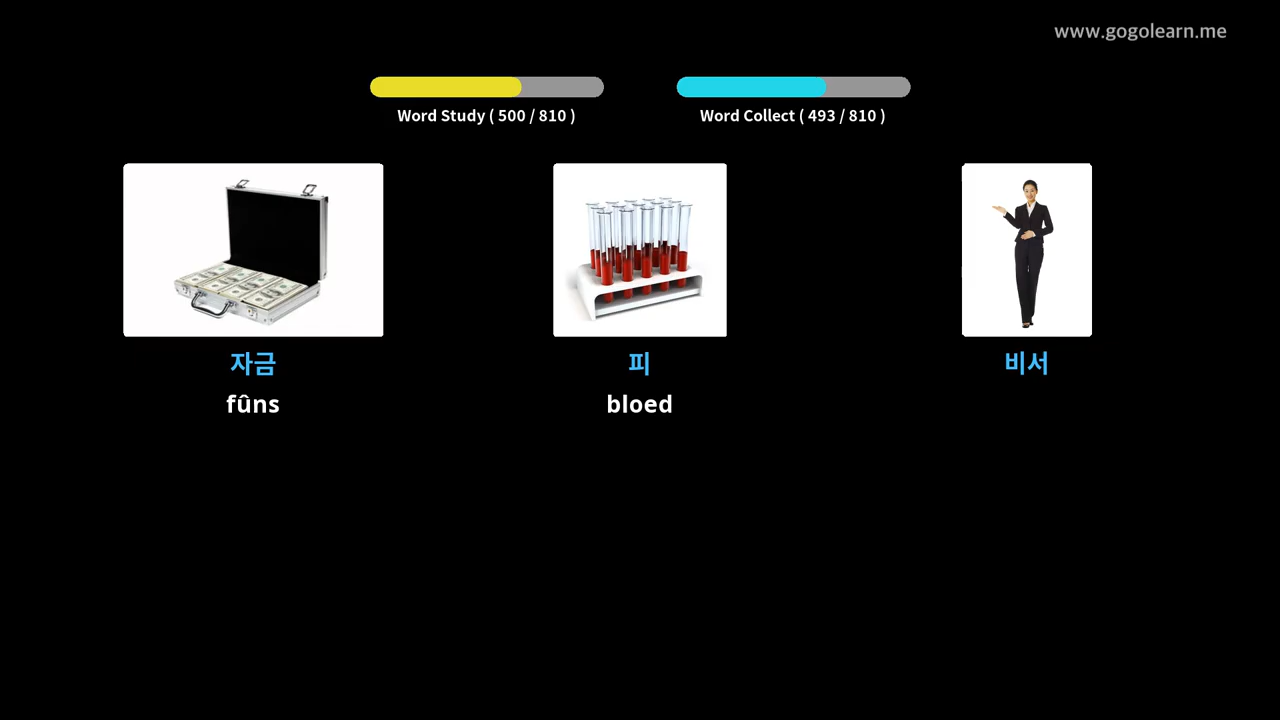 www.gogolearn.me
Word Study ( 500 / 810 )
Word Collect ( 493 / 810 )
자금
피
비서
fûns
bloed